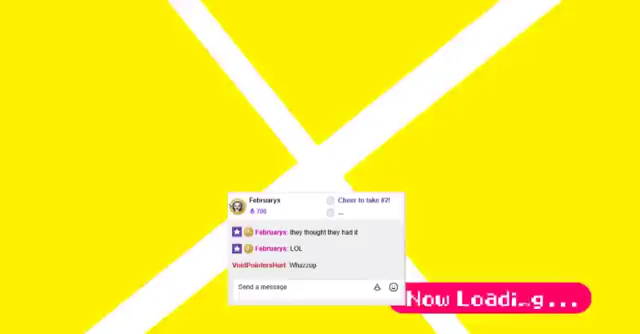 Februarys
Cheer to take #2!
700
...
Februarys: they thought they had it
Februarys: LOL
VoidPointersHurt: Whazzup
Send a message
Now Loading...